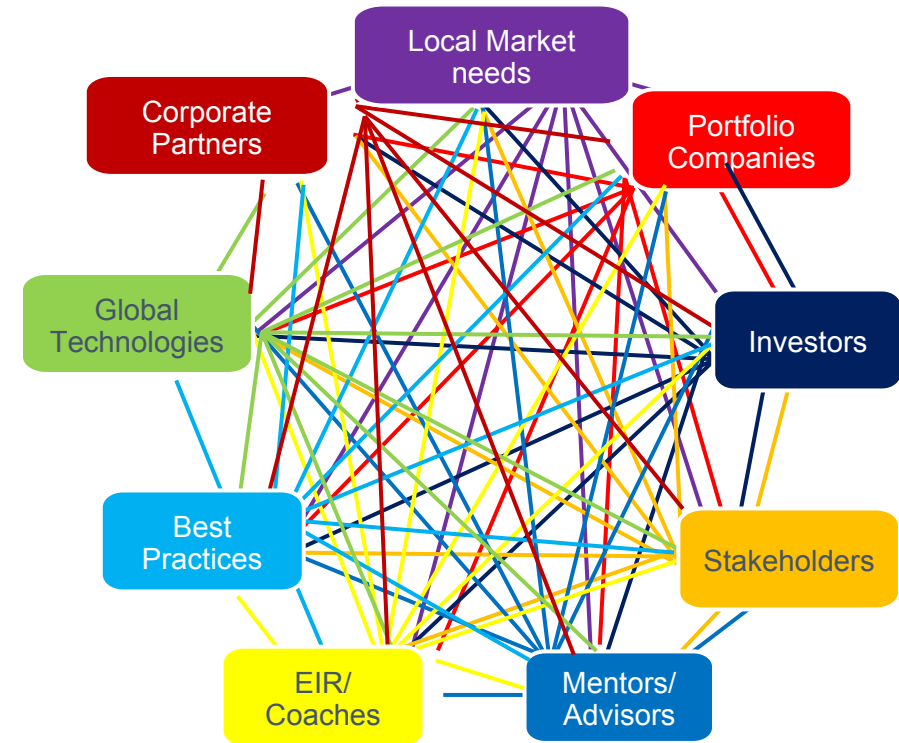 Local Market
needs
Corporate
Partners
Portfolio
Companies
Global
Technologies
Investors
Best
Practices
Stakeholders
EIR/
Coaches
Mentors/
Advisors